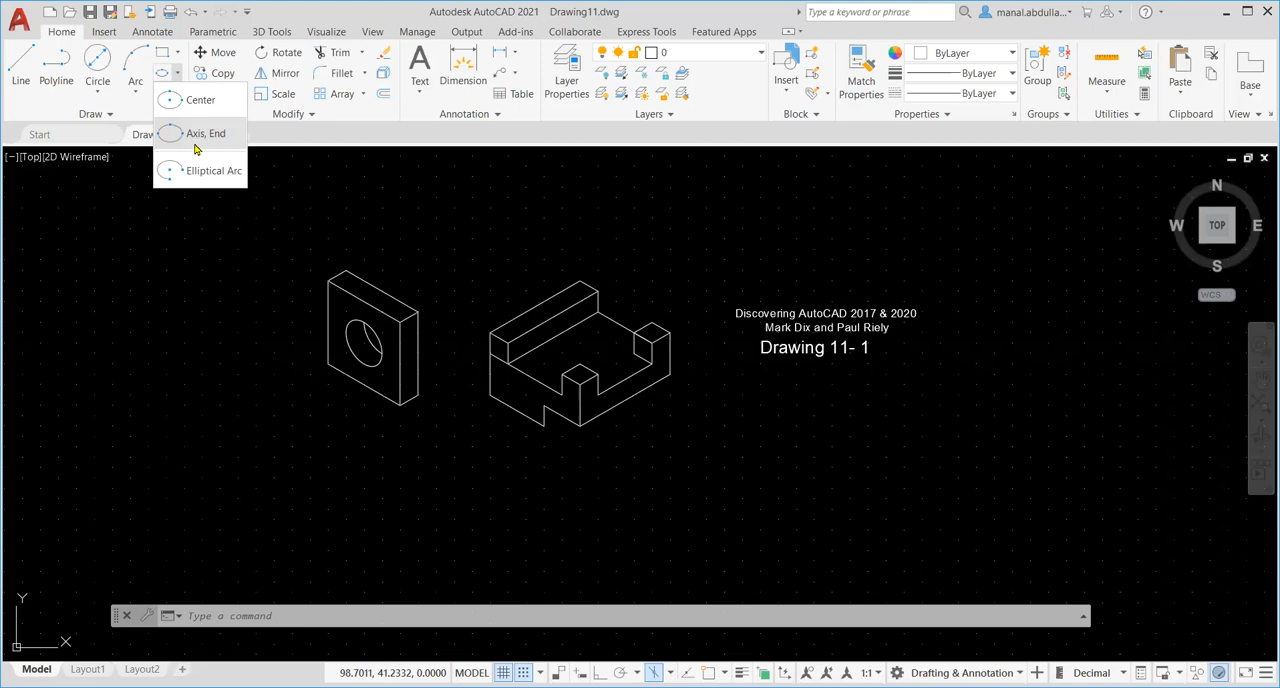 Autodesk AutoCAD 2021 Drawing11.dwg
Type a keyword or phrase
manal.abdulla...
Home Insert Annotate Parametric 3D Tools Visualize View Manage Output Add-ins Collaborate Express Tools Featured Apps
Line Polyline Circle Arc
Move Rotate Trim
Copy Mirror Fillet
Scale Array
Text Dimension Table
Layer Properties
0
Insert
Match Properties
ByLayer
ByLayer
ByLayer
Group
Measure
Paste
Base
Draw Modify Annotation Layers Block Properties Groups Utilities Clipboard View
Center
Axis, End
Elliptical Arc
Start Draw
[−][Top][2D Wireframe]
N
W TOP E
S
WCS
Discovering AutoCAD 2017 & 2020
Mark Dix and Paul Riely
Drawing 11- 1
Y
X
Type a command
Model Layout1 Layout2
98.7011, 41.2332, 0.0000 MODEL 1:1 Drafting & Annotation Decimal